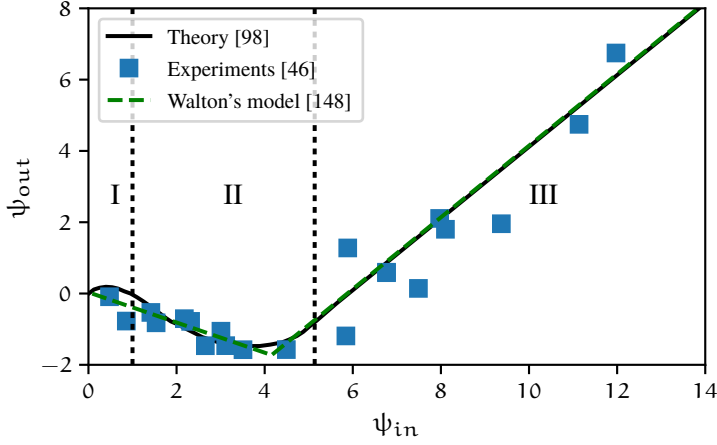 8
6
4
2
0
−2
ψout
Theory [98]
Experiments [46]
Walton's model [148]
I
II
III
0
2
4
6
8
10
12
14
ψin